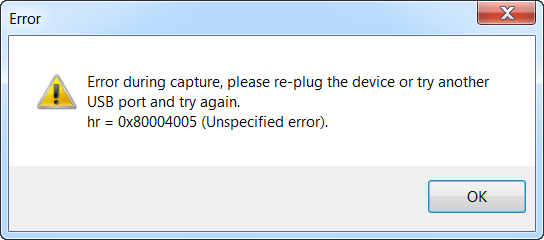 Error
Error during capture, please re-plug the device or try another
USB port and try again.
hr = 0x80004005 (Unspecified error).
OK